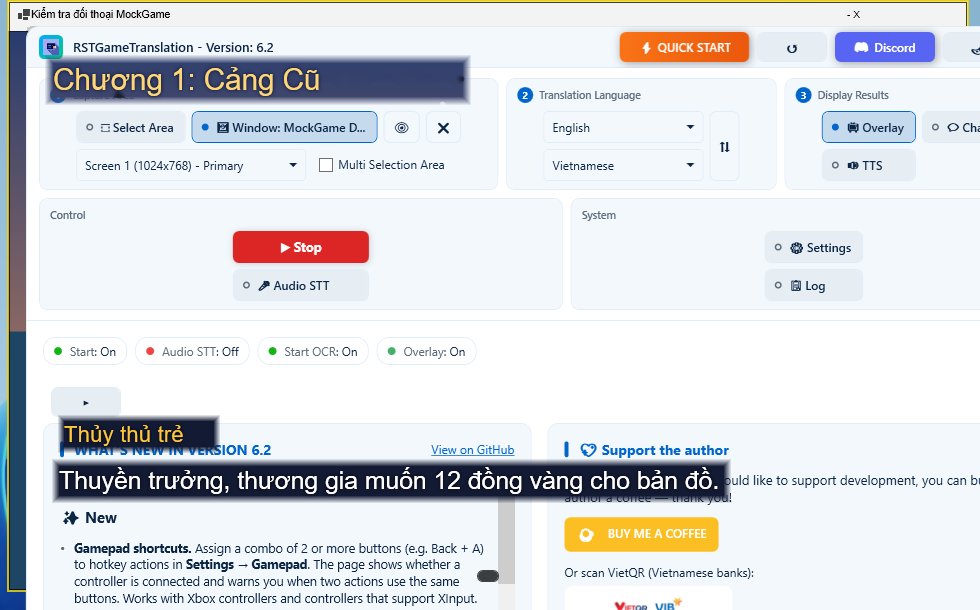 Kiểm tra đối thoại MockGame
- X
RSTGameTranslation - Version: 6.2
QUICK START
Discord
Chương 1: Cảng Cũ
2 Translation Language
3 Display Results
Select Area
Window: MockGame D...
English
Overlay
Screen 1 (1024x768) - Primary
Multi Selection Area
Vietnamese
TTS
Control
System
Stop
Settings
Audio STT
Log
Start: On
Audio STT: Off
Start OCR: On
Overlay: On
Thủy thủ trẻ
WHAT'S NEW IN VERSION 6.2
View on GitHub
Support the author
Thuyền trưởng, thương gia muốn 12 đồng vàng cho bản đồ.
like to support development, you can
author a coffee — thank you!
New
BUY ME A COFFEE
Gamepad shortcuts. Assign a combo of 2 or more buttons (e.g. Back + A)
to hotkey actions in Settings → Gamepad. The page shows whether a
controller is connected and warns you when two actions use the same
buttons. Works with Xbox controllers and controllers that support XInput.
Or scan VietQR (Vietnamese banks):
VIETQR VIB